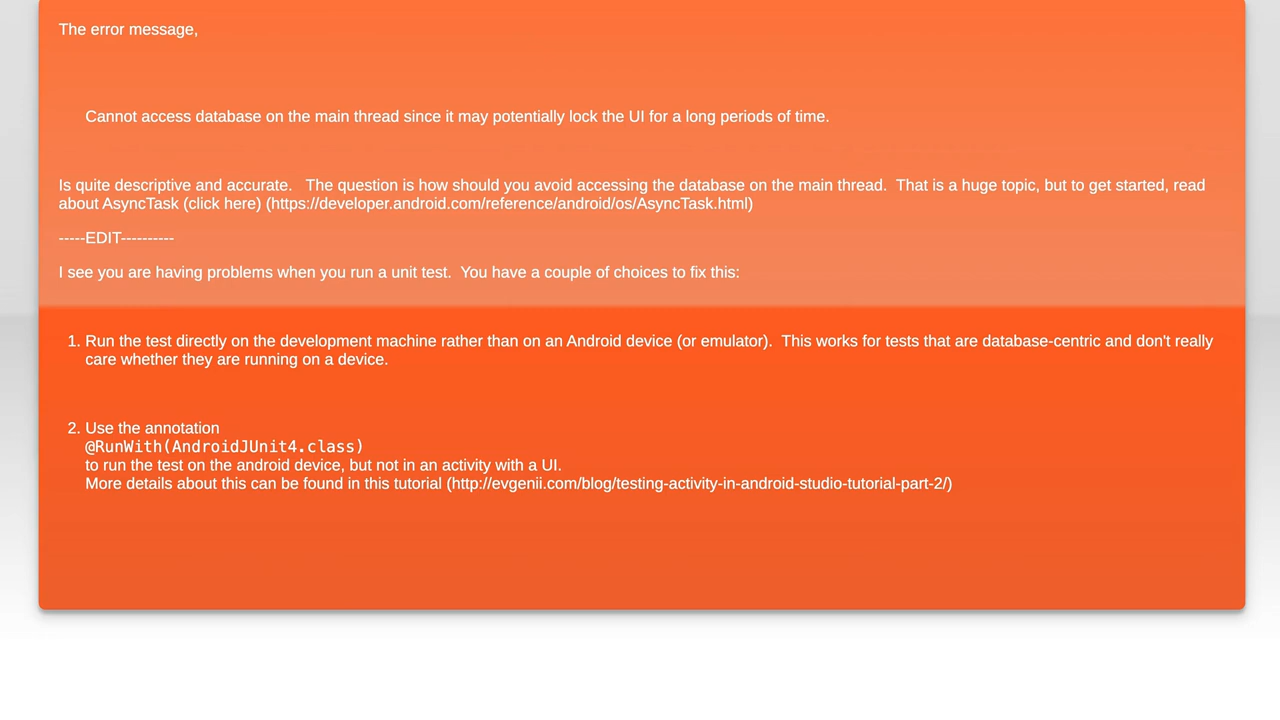 The error message,
Cannot access database on the main thread since it may potentially lock the UI for a long periods of time.
Is quite descriptive and accurate.   The question is how should you avoid accessing the database on the main thread.  That is a huge topic, but to get started, read
about AsyncTask (click here) (https://developer.android.com/reference/android/os/AsyncTask.html)
-----EDIT----------
I see you are having problems when you run a unit test.  You have a couple of choices to fix this:
1. Run the test directly on the development machine rather than on an Android device (or emulator).  This works for tests that are database-centric and don't really
care whether they are running on a device.
2. Use the annotation
@RunWith(AndroidJUnit4.class)
to run the test on the android device, but not in an activity with a UI.
More details about this can be found in this tutorial (http://evgenii.com/blog/testing-activity-in-android-studio-tutorial-part-2/)